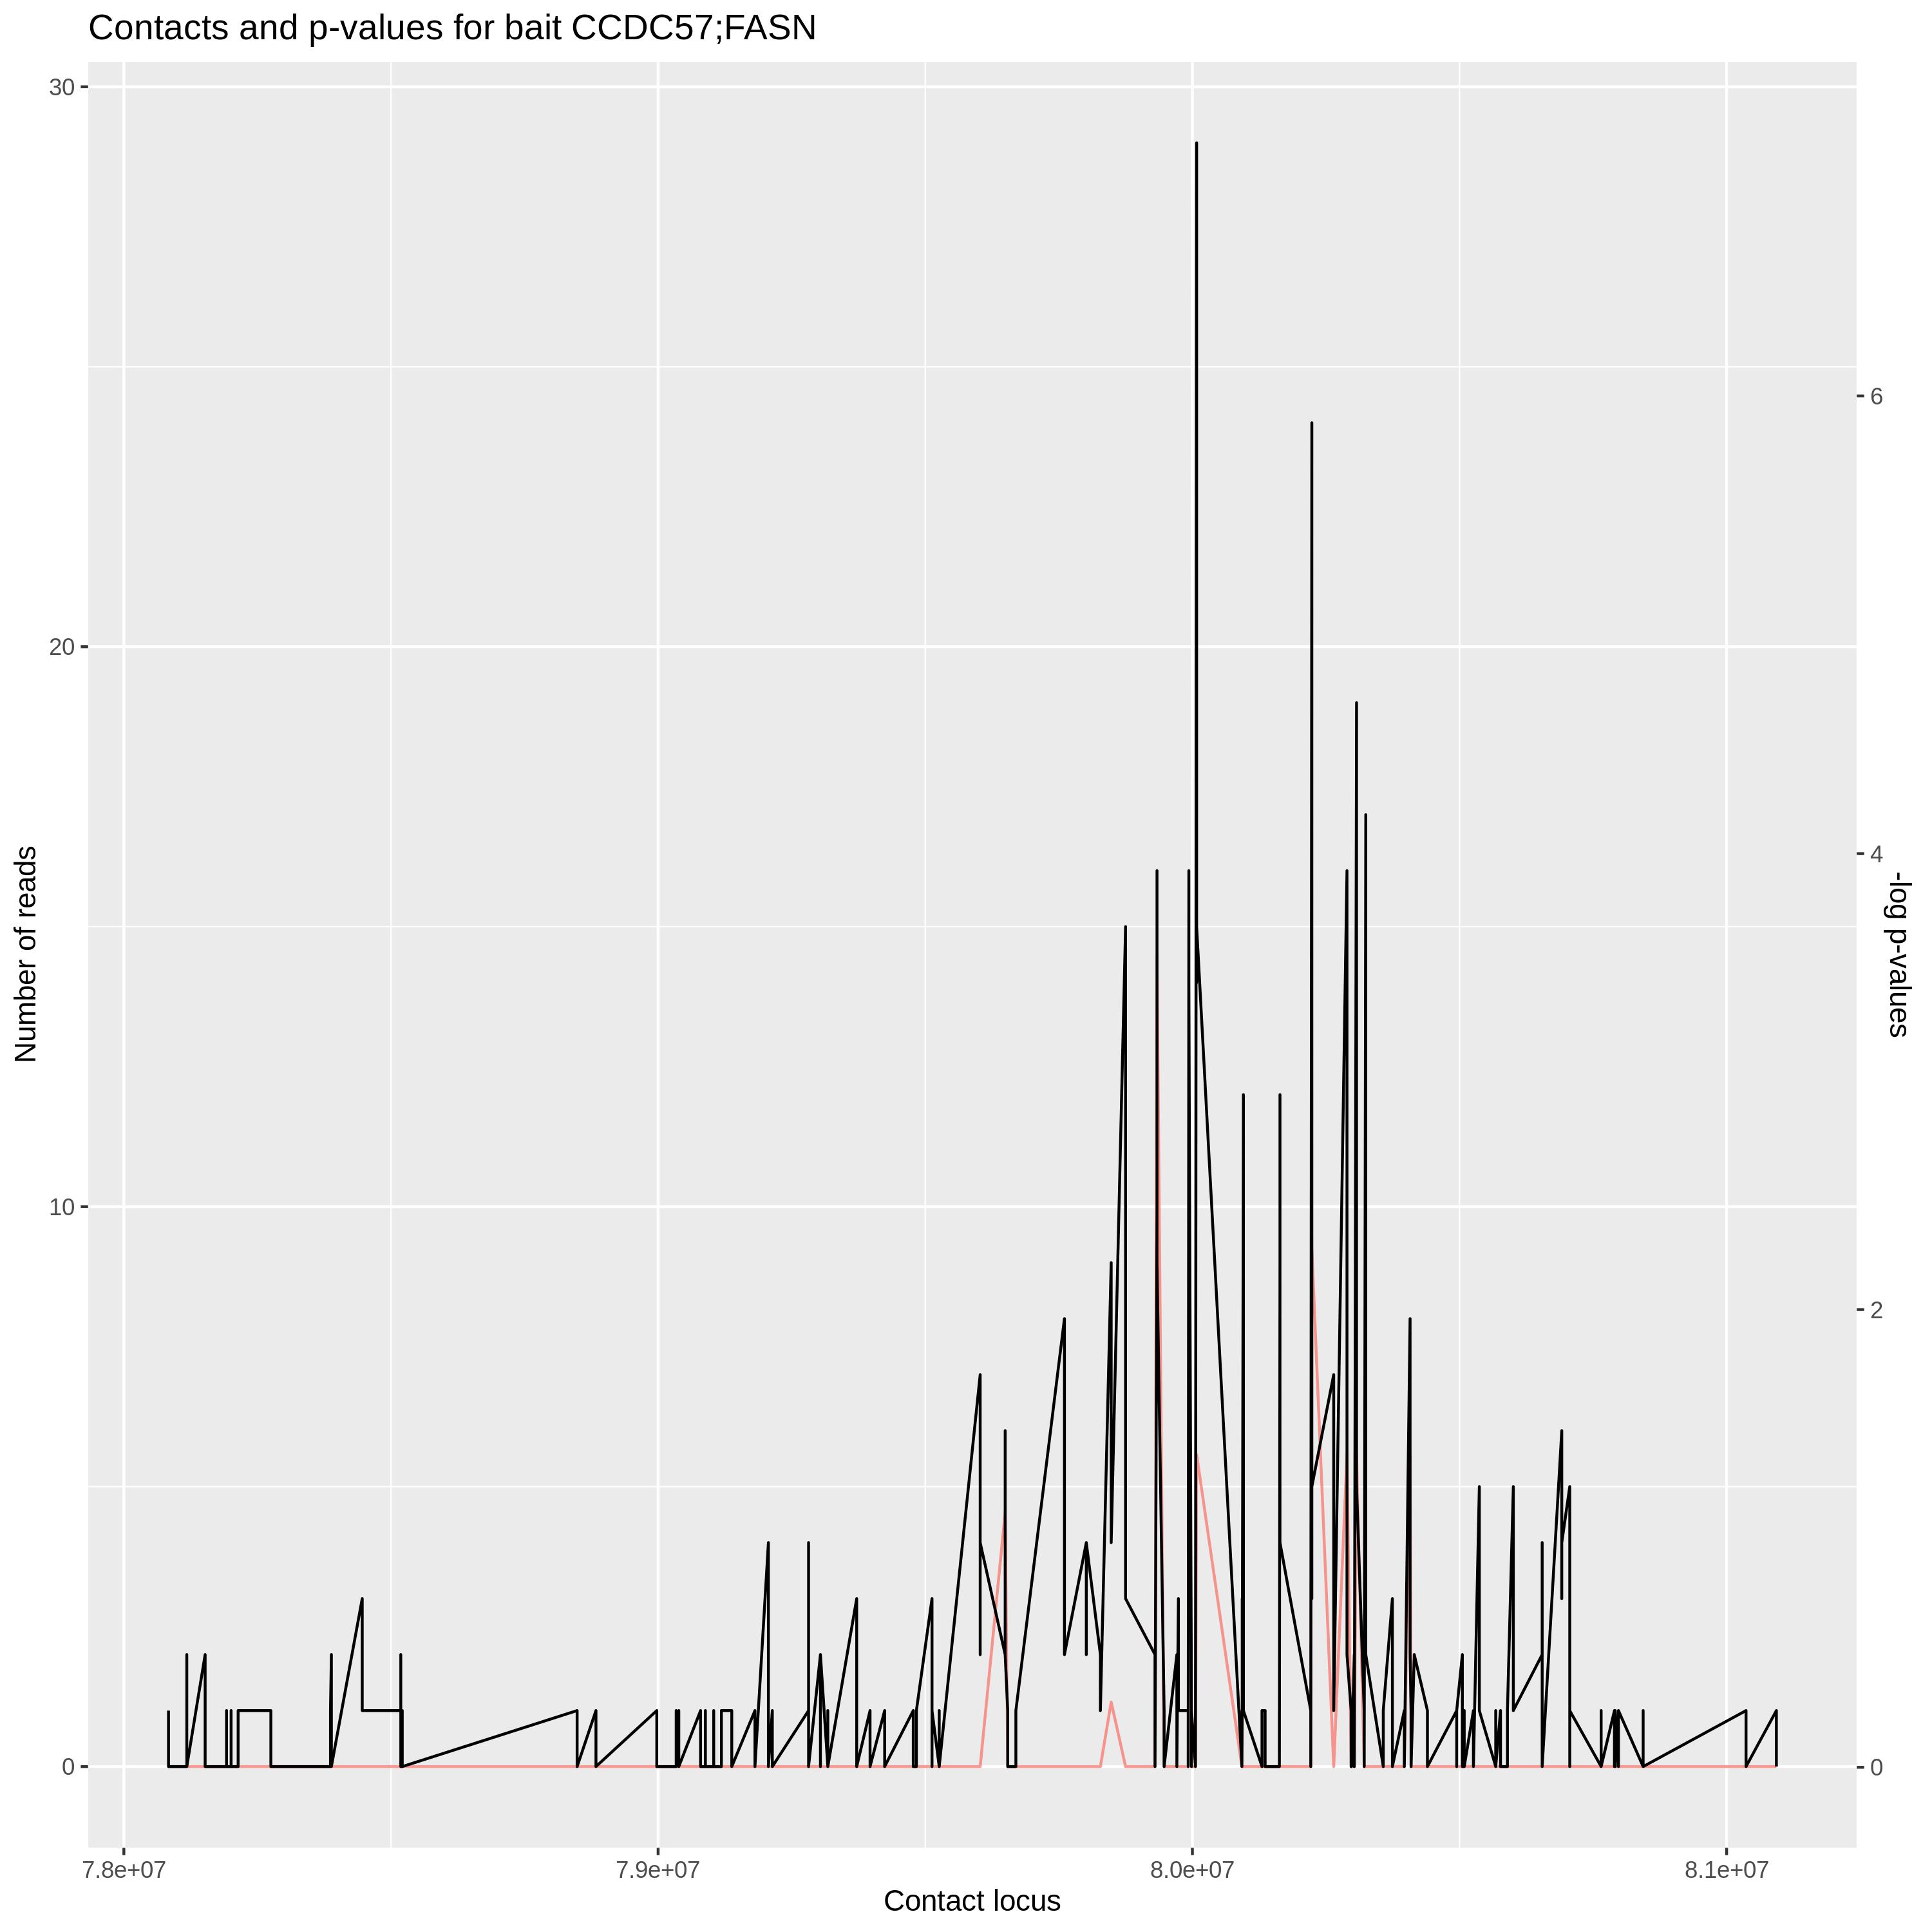 Contacts and p-values for bait CCDC57;FASN
30
20
10
0
Number of reads
6
4
2
0
-log p-values
7.8e+07
7.9e+07
8.0e+07
8.1e+07
Contact locus